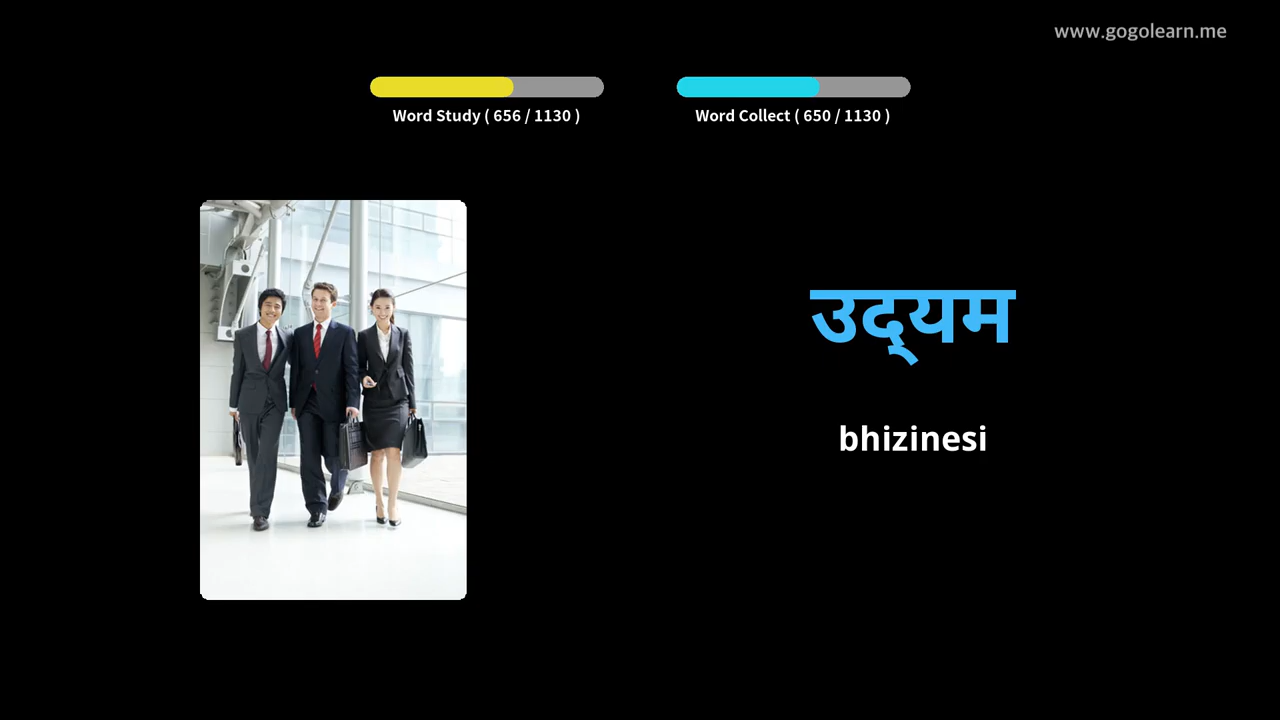 www.gogolearn.me
Word Study ( 656 / 1130 )
Word Collect ( 650 / 1130 )
उद्‌यम
bhizinesi